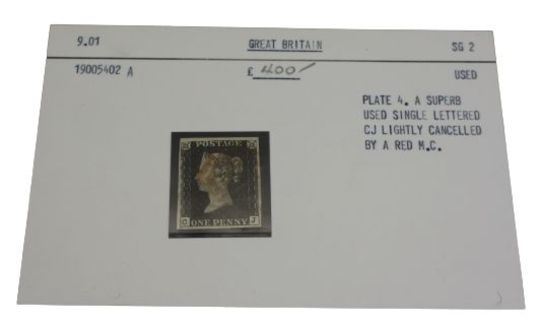 9.01 GREAT BRITAIN SG 2
19005402 A £ 400/ USED
PLATE 4. A SUPERB
USED SINGLE LETTERED
CJ LIGHTLY CANCELLED
BY A RED M.C.
POSTAGE
C ONE PENNY J